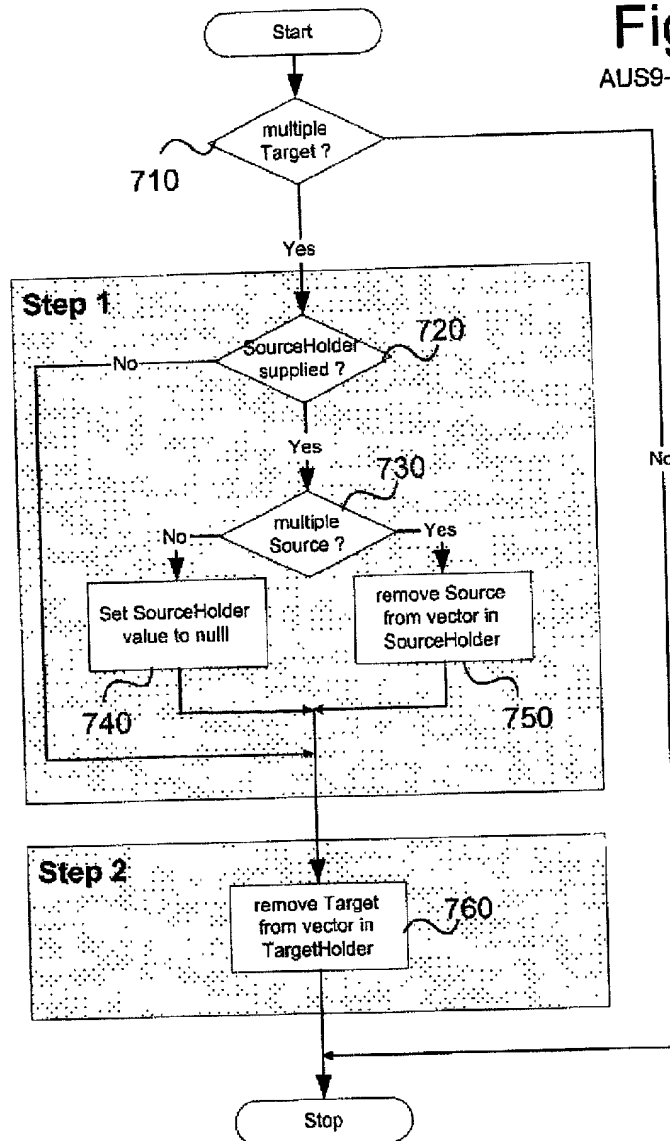 Start
Fig
AUS9-
multiple
Target ?
710
Yes
Step 1
SourceHolder
supplied ?
720
No
Yes
730
multiple
Source ?
No
Yes
No
Set SourceHolder
value to nulll
remove Source
from vector in
SourceHolder
740
750
Step 2
remove Target
from vector in
TargetHolder
760
Stop